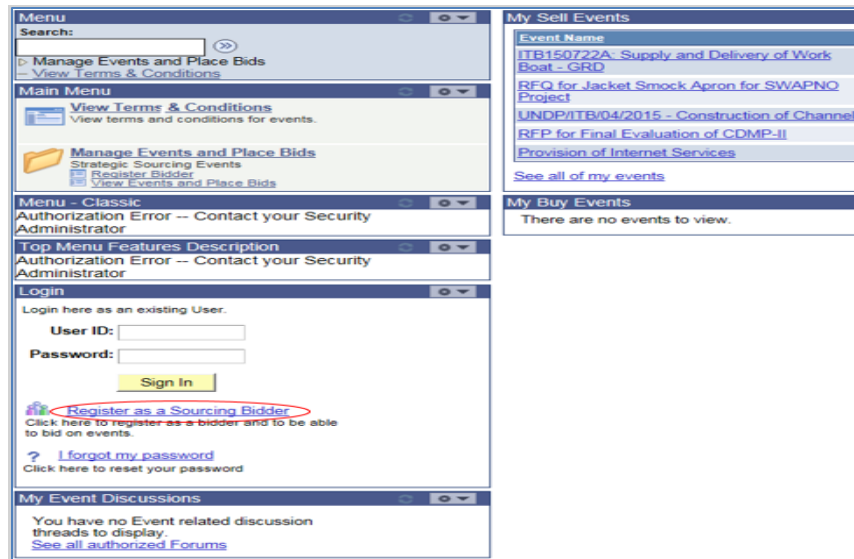 Menu
Search:
Manage Events and Place Bids
View Terms & Conditions
Main Menu
View Terms & Conditions
View terms and conditions for events.
Manage Events and Place Bids
Strategic Sourcing Events
Register Bidder
View Events and Place Bids
Menu - Classic
Authorization Error -- Contact your Security
Administrator
Top Menu Features Description
Authorization Error -- Contact your Security
Administrator
Login
Login here as an existing User.
User ID:
Password:
Sign In
Register as a Sourcing Bidder
Click here to register as a bidder and to be able
to bid on events.
I forgot my password
Click here to reset your password
My Event Discussions
You have no Event related discussion
threads to display.
See all authorized Forums
My Sell Events
Event Name
ITB150722A: Supply and Delivery of Work
Boat - GRD
RFQ for Jacket Smock Apron for SWAPNO
Project
UNDP/ITB/04/2015 - Construction of Channel
RFP for Final Evaluation of CDMP-II
Provision of Internet Services
See all of my events
My Buy Events
There are no events to view.